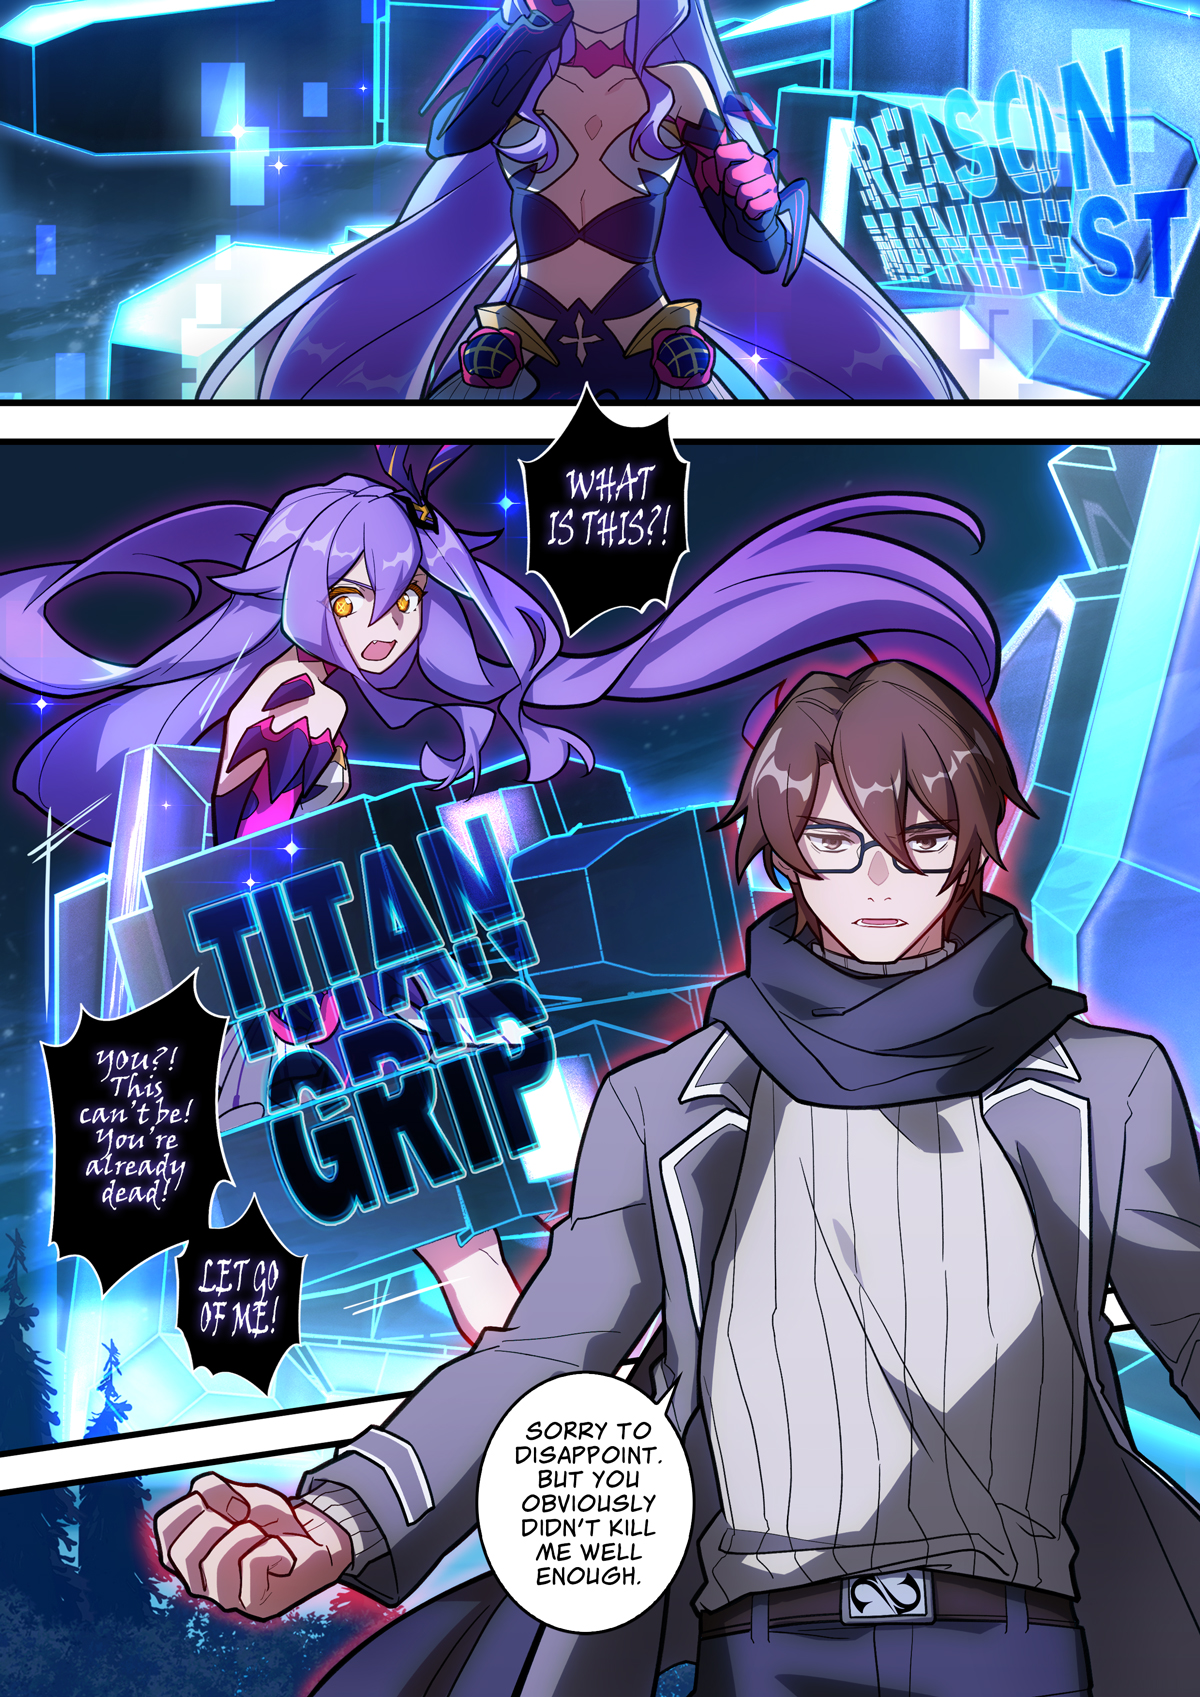 REASON
MANIFEST
WHAT
IS THIS?!
TITAN
GRIP
YOU?!
This
can't be!
You're
already
dead!
LET GO
OF ME!
SORRY TO
DISAPPOINT.
BUT YOU
OBVIOUSLY
DIDN'T KILL
ME WELL
ENOUGH.